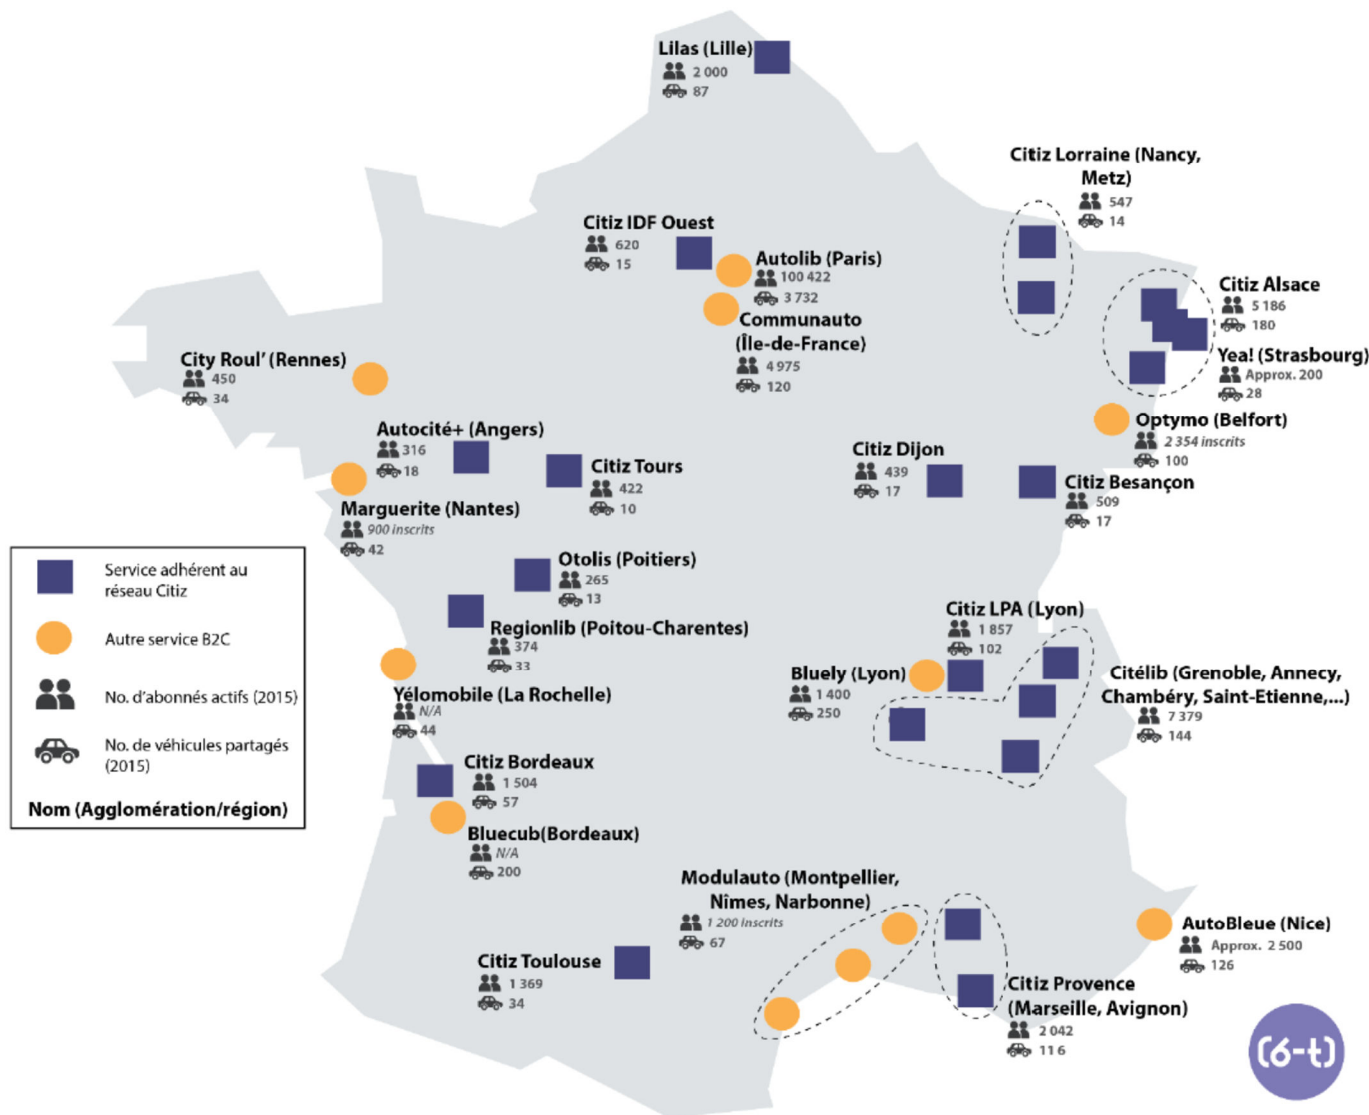 Lilas (Lille)
2 000
87
Citiz Lorraine (Nancy,
Metz)
547
14
Citiz IDF Ouest
620
15
Autolib (Paris)
100 422
3 732
Communauto
(Île-de-France)
4 975
120
Citiz Alsace
5 186
180
Yea! (Strasbourg)
Approx. 200
28
City Roul' (Rennes)
450
34
Optymo (Belfort)
2 354 inscrits
100
Autocité+ (Angers)
316
18
Citiz Tours
422
10
Citiz Dijon
439
17
Citiz Besançon
509
17
Marguerite (Nantes)
900 inscrits
42
Otolis (Poitiers)
265
13
Regionlib (Poitou-Charentes)
374
33
Yélomobile (La Rochelle)
N/A
44
Citiz LPA (Lyon)
1 857
102
Bluely (Lyon)
1 400
250
Citélib (Grenoble, Annecy,
Chambéry, Saint-Etienne,...)
7 379
144
Citiz Bordeaux
1 504
57
Bluecub(Bordeaux)
N/A
200
Modulauto (Montpellier,
Nîmes, Narbonne)
1 200 inscrits
67
Citiz Toulouse
1 369
34
Citiz Provence
(Marseille, Avignon)
2 042
116
AutoBleue (Nice)
Approx. 2 500
126
Service adhérent au
réseau Citiz
Autre service B2C
No. d'abonnés actifs (2015)
No. de véhicules partagés
(2015)
Nom (Agglomération/région)
(6-t)